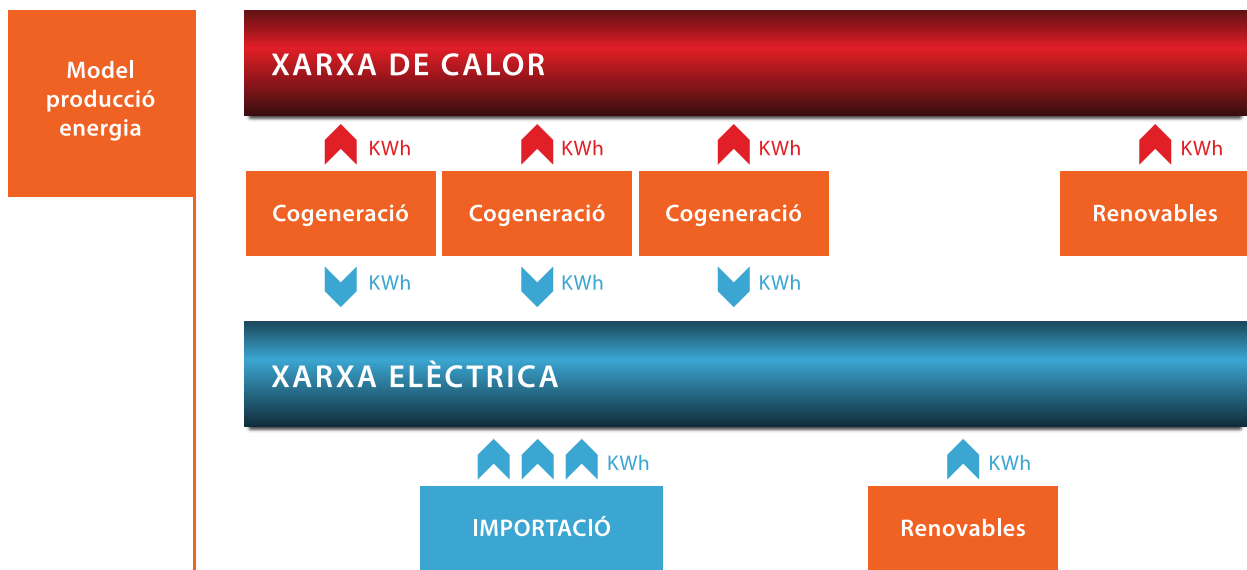 Model
producció
energia
XARXA DE CALOR
KWh KWh KWh KWh
Cogeneració Cogeneració Cogeneració Renovables
KWh KWh KWh
XARXA ELÈCTRICA
KWh KWh
IMPORTACIÓ Renovables